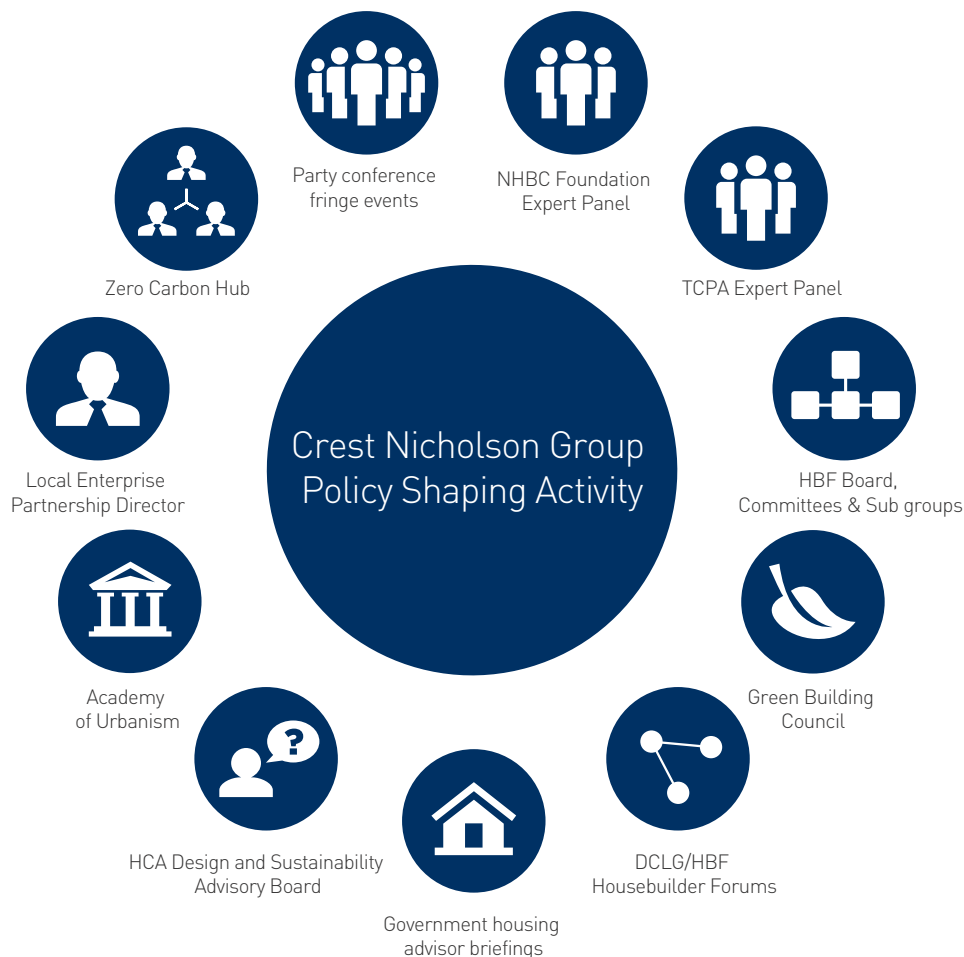 Party conference
fringe events
NHBC Foundation
Expert Panel
TCPA Expert Panel
HBF Board,
Committees & Sub groups
Green Building
Council
DCLG/HBF
Housebuilder Forums
Government housing
advisor briefings
?
HCA Design and Sustainability
Advisory Board
Academy
of Urbanism
Local Enterprise
Partnership Director
Zero Carbon Hub
Crest Nicholson Group
Policy Shaping Activity